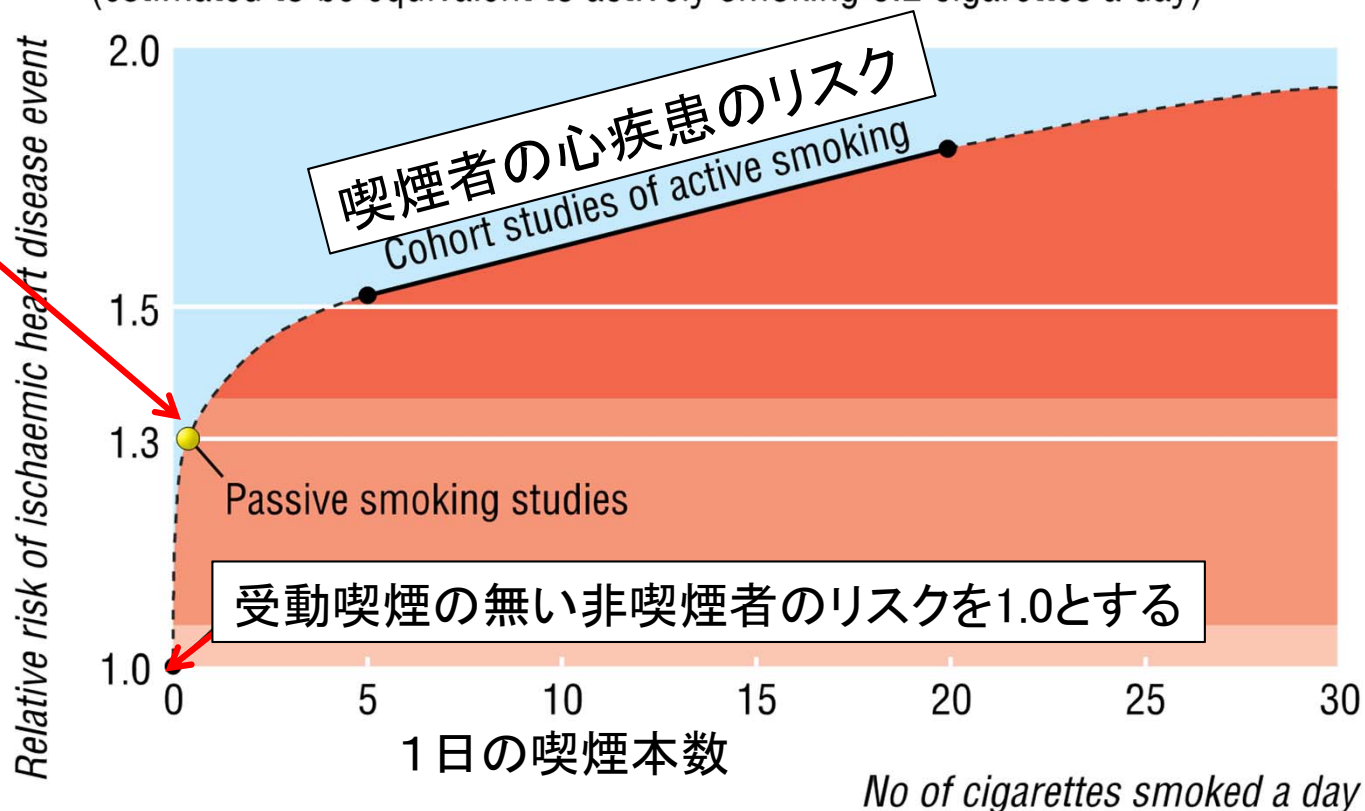 2.0
喫煙者の心疾患のリスク
Cohort studies of active smoking
1.5
1.3
Passive smoking studies
受動喫煙の無い非喫煙者のリスクを1.0とする
1.0
0 5 10 15 20 25 30
1日の喫煙本数
No of cigarettes smoked a day
Relative risk of ischaemic heart disease event